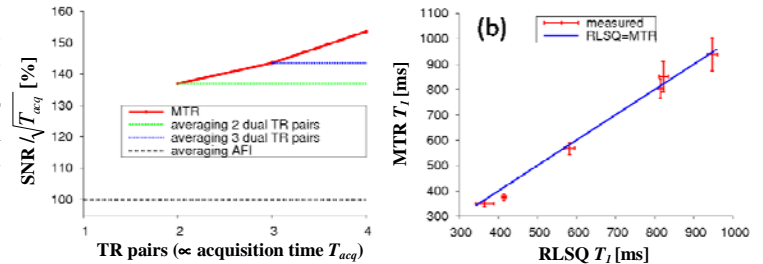 SNR /√T_acq [%]
160
150
140
130
120
110
100
MTR
averaging 2 dual TR pairs
averaging 3 dual TR pairs
averaging AFI
1 2 3 4
TR pairs (∝ acquisition time T_acq)
(b)
MTR T_1 [ms]
1100
1000
900
800
700
600
500
400
300
measured
RLSQ=MTR
300 400 500 600 700 800 900 1000
RLSQ T_1 [ms]